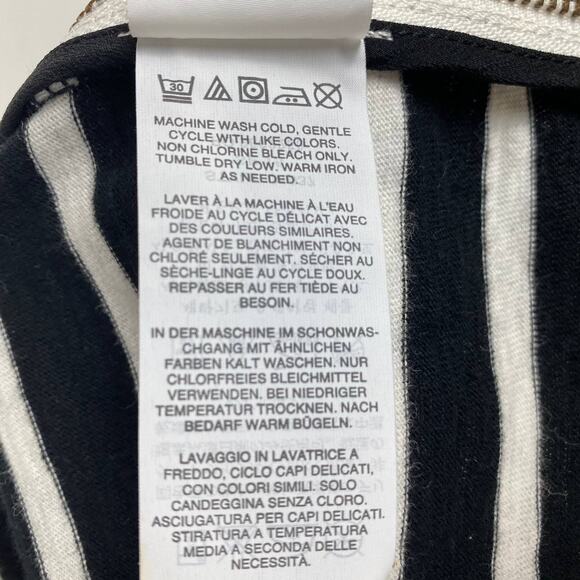 30
MACHINE WASH COLD, GENTLE
CYCLE WITH LIKE COLORS.
NON CHLORINE BLEACH ONLY.
TUMBLE DRY LOW. WARM IRON
AS NEEDED.
LAVER À LA MACHINE À L'EAU
FROIDE AU CYCLE DÉLICAT AVEC
DES COULEURS SIMILAIRES.
AGENT DE BLANCHIMENT NON
CHLORÉ SEULEMENT. SÉCHER AU
SÈCHE-LINGE AU CYCLE DOUX.
REPASSER AU FER TIÈDE AU
BESOIN.
IN DER MASCHINE IM SCHONWAS-
CHGANG MIT ÄHNLICHEN
FARBEN KALT WASCHEN. NUR
CHLORFREIES BLEICHMITTEL
VERWENDEN. BEI NIEDRIGER
TEMPERATUR TROCKNEN. NACH
BEDARF WARM BÜGELN.
LAVAGGIO IN LAVATRICE A
FREDDO, CICLO CAPI DELICATI,
CON COLORI SIMILI. SOLO
CANDEGGINA SENZA CLORO.
ASCIUGATURA PER CAPI DELICATI.
STIRATURA A TEMPERATURA
MEDIA A SECONDA DELLE
NECESSITÀ.